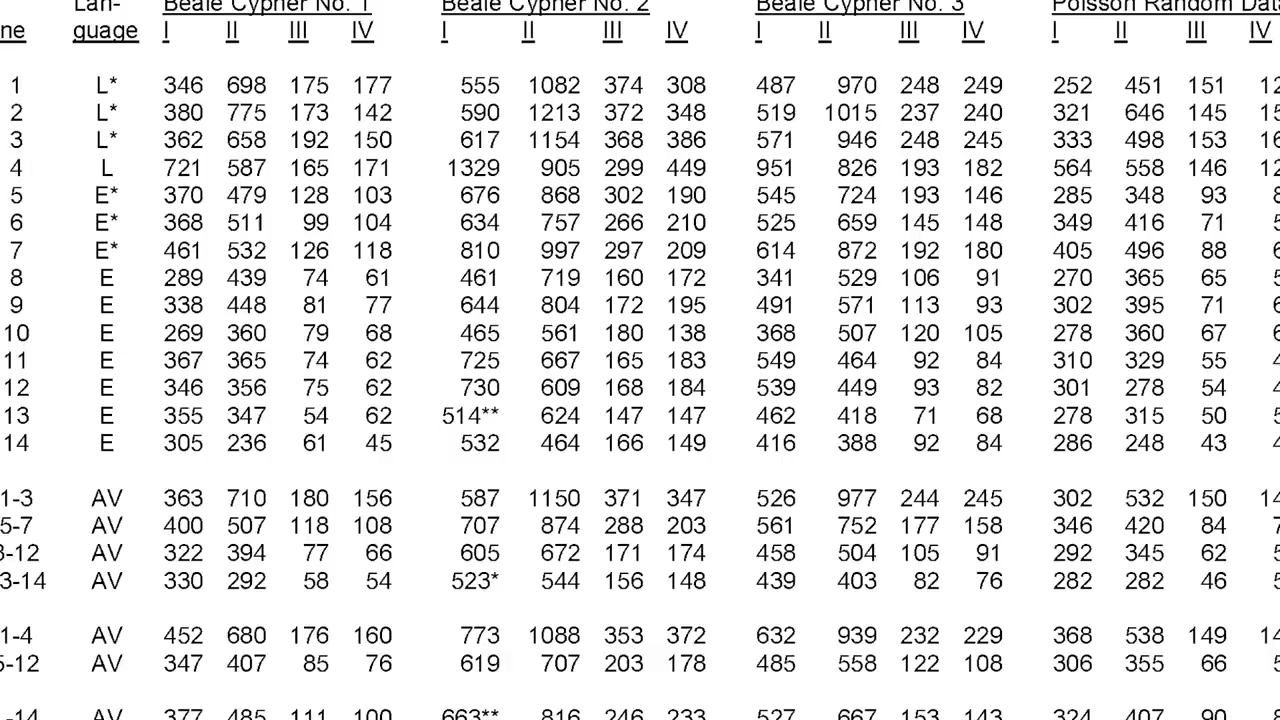 Lan- Beale Cypher No. 1 Beale Cypher No. 2 Beale Cypher No. 3 Poisson Random Data
ne guage I II III IV I II III IV I II III IV I II III IV
1 L* 346 698 175 177 555 1082 374 308 487 970 248 249 252 451 151 12
2 L* 380 775 173 142 590 1213 372 348 519 1015 237 240 321 646 145 15
3 L* 362 658 192 150 617 1154 368 386 571 946 248 245 333 498 153 16
4 L 721 587 165 171 1329 905 299 449 951 826 193 182 564 558 146 12
5 E* 370 479 128 103 676 868 302 190 545 724 193 146 285 348 93 8
6 E* 368 511 99 104 634 757 266 210 525 659 145 148 349 416 71 5
7 E* 461 532 126 118 810 997 297 209 614 872 192 180 405 496 88 6
8 E 289 439 74 61 461 719 160 172 341 529 106 91 270 365 65 5
9 E 338 448 81 77 644 804 172 195 491 571 113 93 302 395 71 6
10 E 269 360 79 68 465 561 180 138 368 507 120 105 278 360 67 6
11 E 367 365 74 62 725 667 165 183 549 464 92 84 310 329 55 4
12 E 346 356 75 62 730 609 168 184 539 449 93 82 301 278 54 4
13 E 355 347 54 62 514** 624 147 147 462 418 71 68 278 315 50 5
14 E 305 236 61 45 532 464 166 149 416 388 92 84 286 248 43 4
1-3 AV 363 710 180 156 587 1150 371 347 526 977 244 245 302 532 150 14
5-7 AV 400 507 118 108 707 874 288 203 561 752 177 158 346 420 84 7
8-12 AV 322 394 77 66 605 672 171 174 458 504 105 91 292 345 62 5
3-14 AV 330 292 58 54 523* 544 156 148 439 403 82 76 282 282 46 5
1-4 AV 452 680 176 160 773 1088 353 372 632 939 232 229 368 538 149 14
5-12 AV 347 407 85 76 619 707 203 178 485 558 122 108 306 355 66 5
-14 AV 377 485 111 100 663** 816 246 233 527 667 153 143 324 407 90 8